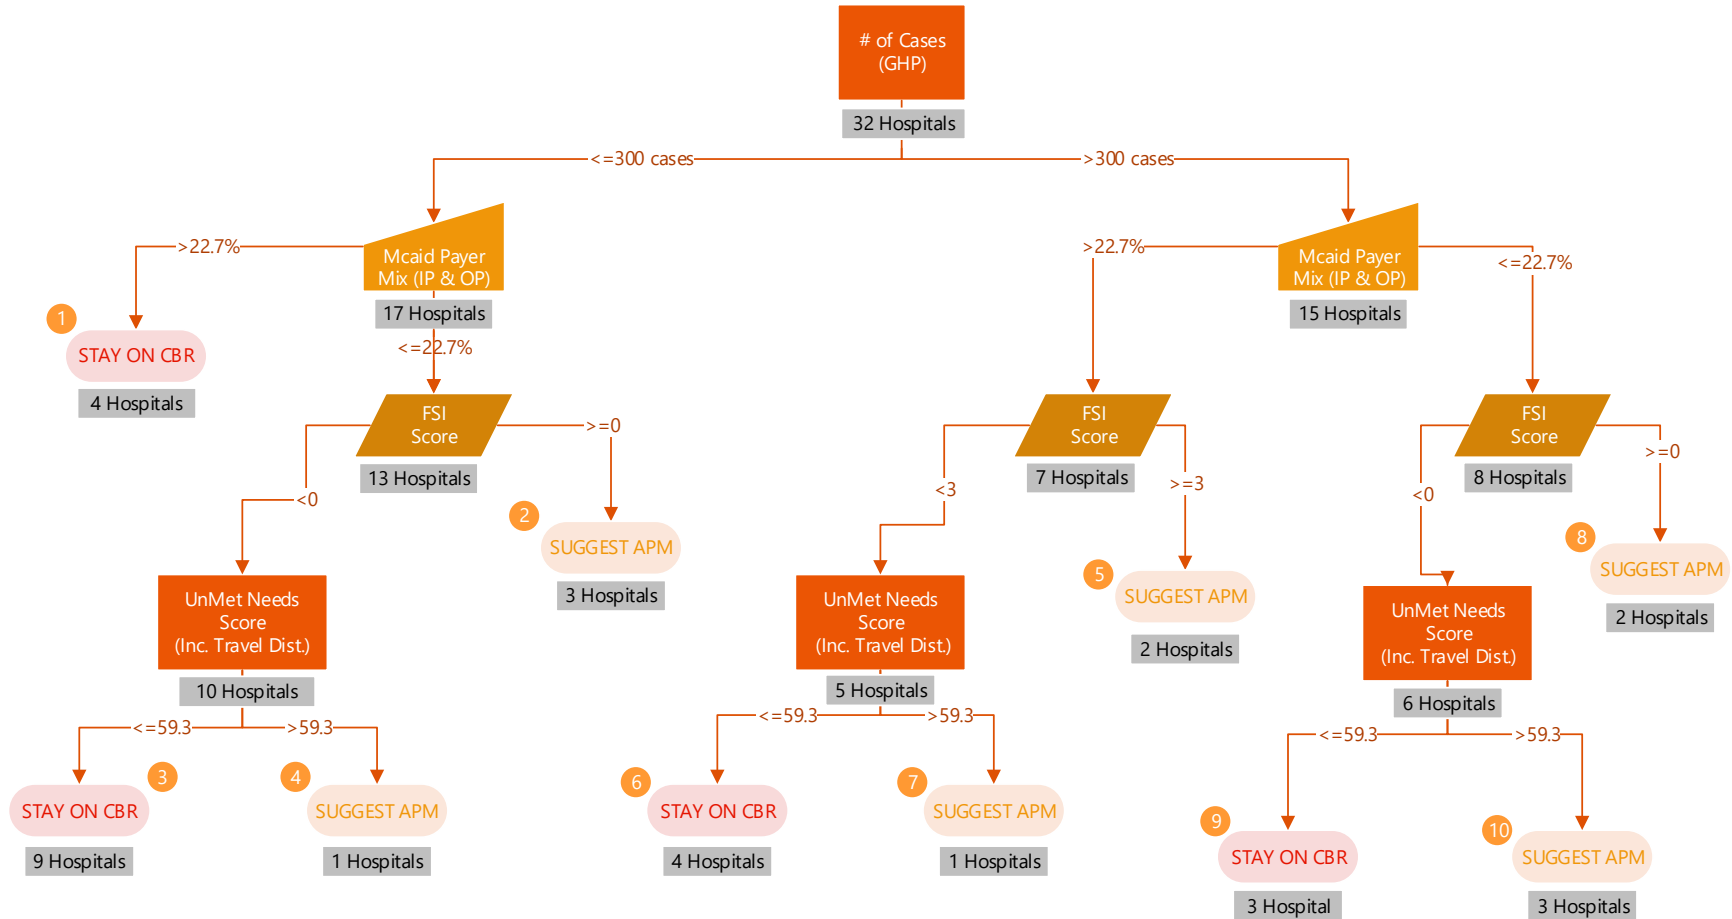 # of Cases
(GHP)
32 Hospitals
<=300 cases
>300 cases
>22.7%
Mcaid Payer
Mix (IP & OP)
17 Hospitals
<=22.7%
1
STAY ON CBR
4 Hospitals
>22.7%
Mcaid Payer
Mix (IP & OP)
15 Hospitals
<=22.7%
FSI
Score
13 Hospitals
>=0
<0
2
SUGGEST APM
3 Hospitals
FSI
Score
7 Hospitals
<3
>=3
5
SUGGEST APM
2 Hospitals
FSI
Score
8 Hospitals
<0
>=0
8
SUGGEST APM
2 Hospitals
UnMet Needs
Score
(Inc. Travel Dist.)
10 Hospitals
<=59.3
>59.3
3
STAY ON CBR
9 Hospitals
4
SUGGEST APM
1 Hospitals
UnMet Needs
Score
(Inc. Travel Dist.)
5 Hospitals
<=59.3
>59.3
6
STAY ON CBR
4 Hospitals
7
SUGGEST APM
1 Hospitals
UnMet Needs
Score
(Inc. Travel Dist.)
6 Hospitals
<=59.3
>59.3
9
STAY ON CBR
3 Hospital
10
SUGGEST APM
3 Hospitals